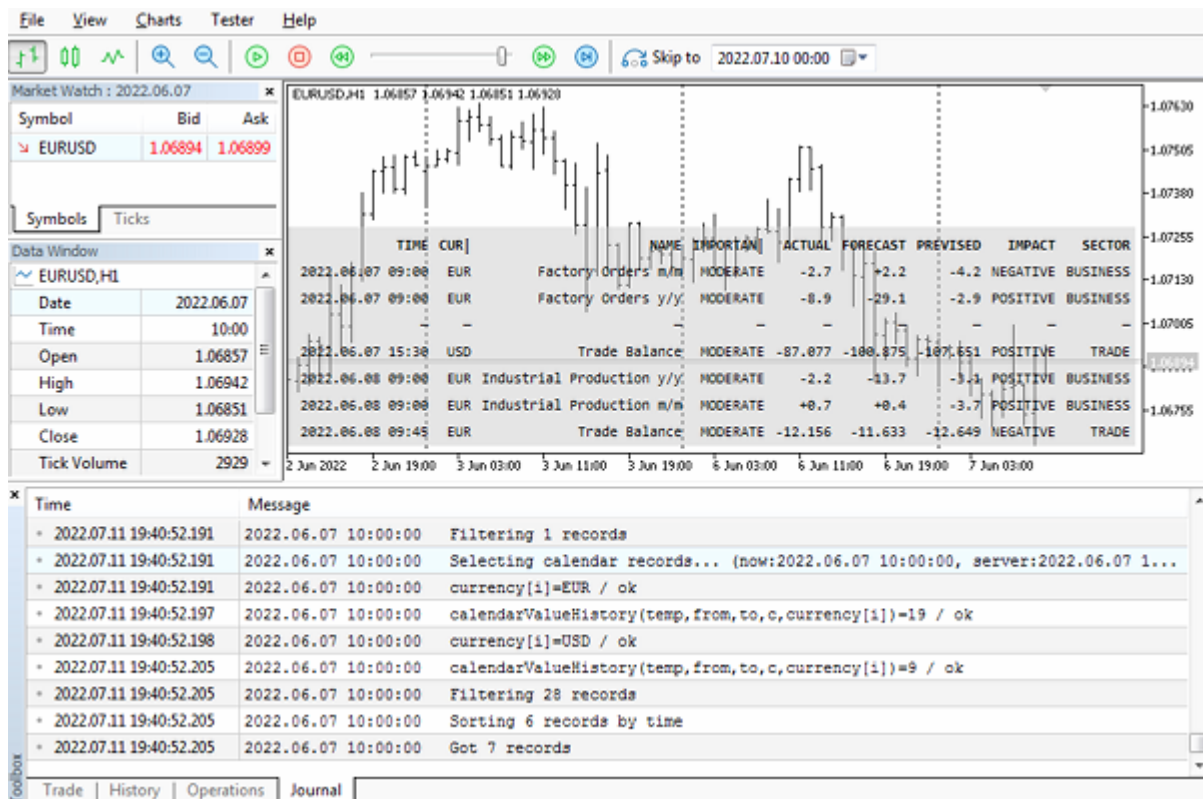 File View Charts Tester Help
Skip to 2022.07.10 00:00
Market Watch : 2022.06.07
Symbol Bid Ask
EURUSD 1.06894 1.06899
Symbols Ticks
Data Window
EURUSD,H1
Date 2022.06.07
Time 10:00
Open 1.06857
High 1.06942
Low 1.06851
Close 1.06928
Tick Volume 2929
EURUSD,H1 1.06857 1.06942 1.06851 1.06928
1.07630
1.07505
1.07380
1.07255
1.07130
1.07005
1.06894
1.06755
TIME CUR| NAME IMPORTAN| ACTUAL FORECAST PREVISED IMPACT SECTOR
2022.06.07 09:00 EUR Factory Orders m/m MODERATE -2.7 +2.2 -4.2 NEGATIVE BUSINESS
2022.06.07 09:00 EUR Factory Orders y/y MODERATE -8.9 -29.1 -2.9 POSITIVE BUSINESS
– – – – – – – – –
2022.06.07 15:30 USD Trade Balance MODERATE -87.077 -100.875 -107.651 POSITIVE TRADE
2022.06.08 09:00 EUR Industrial Production y/y MODERATE -2.2 -13.7 -3.1 POSITIVE BUSINESS
2022.06.08 09:00 EUR Industrial Production m/m MODERATE +0.7 +0.4 -3.7 POSITIVE BUSINESS
2022.06.08 09:45 EUR Trade Balance MODERATE -12.156 -11.633 -12.649 NEGATIVE TRADE
2 Jun 2022 2 Jun 19:00 3 Jun 03:00 3 Jun 11:00 3 Jun 19:00 6 Jun 03:00 6 Jun 11:00 6 Jun 19:00 7 Jun 03:00
Time Message
2022.07.11 19:40:52.191 2022.06.07 10:00:00 Filtering 1 records
2022.07.11 19:40:52.191 2022.06.07 10:00:00 Selecting calendar records... (now:2022.06.07 10:00:00, server:2022.06.07 1...
2022.07.11 19:40:52.191 2022.06.07 10:00:00 currency[i]=EUR / ok
2022.07.11 19:40:52.197 2022.06.07 10:00:00 calendarValueHistory(temp,from,to,c,currency[i])=19 / ok
2022.07.11 19:40:52.198 2022.06.07 10:00:00 currency[i]=USD / ok
2022.07.11 19:40:52.205 2022.06.07 10:00:00 calendarValueHistory(temp,from,to,c,currency[i])=9 / ok
2022.07.11 19:40:52.205 2022.06.07 10:00:00 Filtering 28 records
2022.07.11 19:40:52.205 2022.06.07 10:00:00 Sorting 6 records by time
2022.07.11 19:40:52.205 2022.06.07 10:00:00 Got 7 records
Trade | History | Operations | Journal